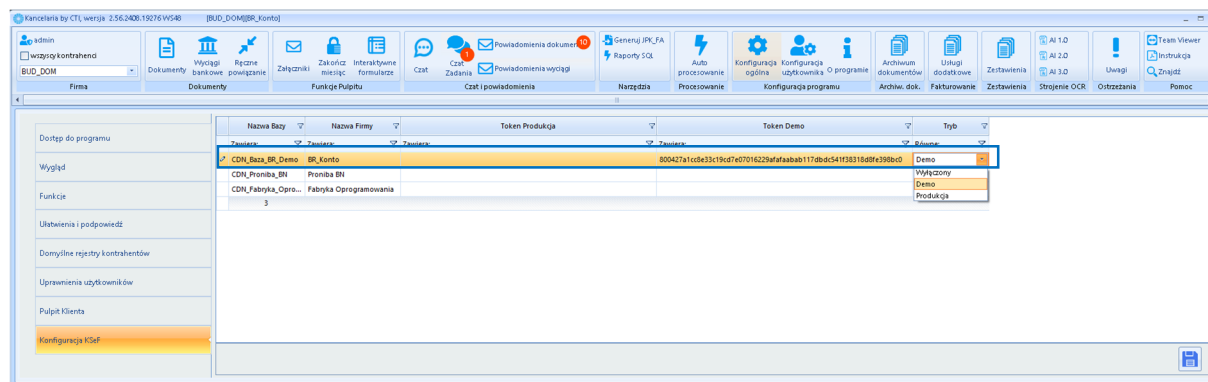 Kancelaria by CTI, wersja 2.56.2408.19276 WS48 [BUD_DOM][BR_Konto]
admin
wszyscy kontrahenci
BUD_DOM
Firma
Dokumenty
Wyciągi bankowe
Ręczne powiązanie
Dokumenty
Załączniki
Zakończ miesiąc
Interaktywne formularze
Funkcje Pulpitu
Czat
Czat Zadania
1
Powiadomienia dokumen
10
Powiadomienia wyciągi
Czat i powiadomienia
Generuj JPK_FA
Raporty SQL
Narzędzia
Auto procesowanie
Procesowanie
Konfiguracja ogólna
Konfiguracja użytkownika
O programie
Konfiguracja programu
Archiwum dokumentów
Archiw. dok.
Usługi dodatkowe
Fakturowanie
Zestawienia
Zestawienia
AI 1.0
AI 2.0
AI 3.0
Strojenie OCR
Uwagi
Ostrzeżania
Team Viewer
Instrukcja
Znajdź
Pomoc
Dostęp do programu
Wygląd
Funkcje
Ułatwienia i podpowiedź
Domyślne rejestry kontrahentów
Uprawnienia użytkowników
Pulpit Klienta
Konfiguracja KSeF
Nazwa Bazy Nazwa Firmy Token Produkcja Token Demo Tryb
Zawiera: Zawiera: Zawiera: Zawiera: Równe:
CDN_Baza_BR_Demo BR_Konto 800427a1cc8e33c19cd7e07016229afafaabab117dbdc541f38318d8fe398bc0 Demo
CDN_Proniba_BN Proniba BN
CDN_Fabryka_Opro... Fabryka Oprogramowania
3
Wyłączony
Demo
Produkcja